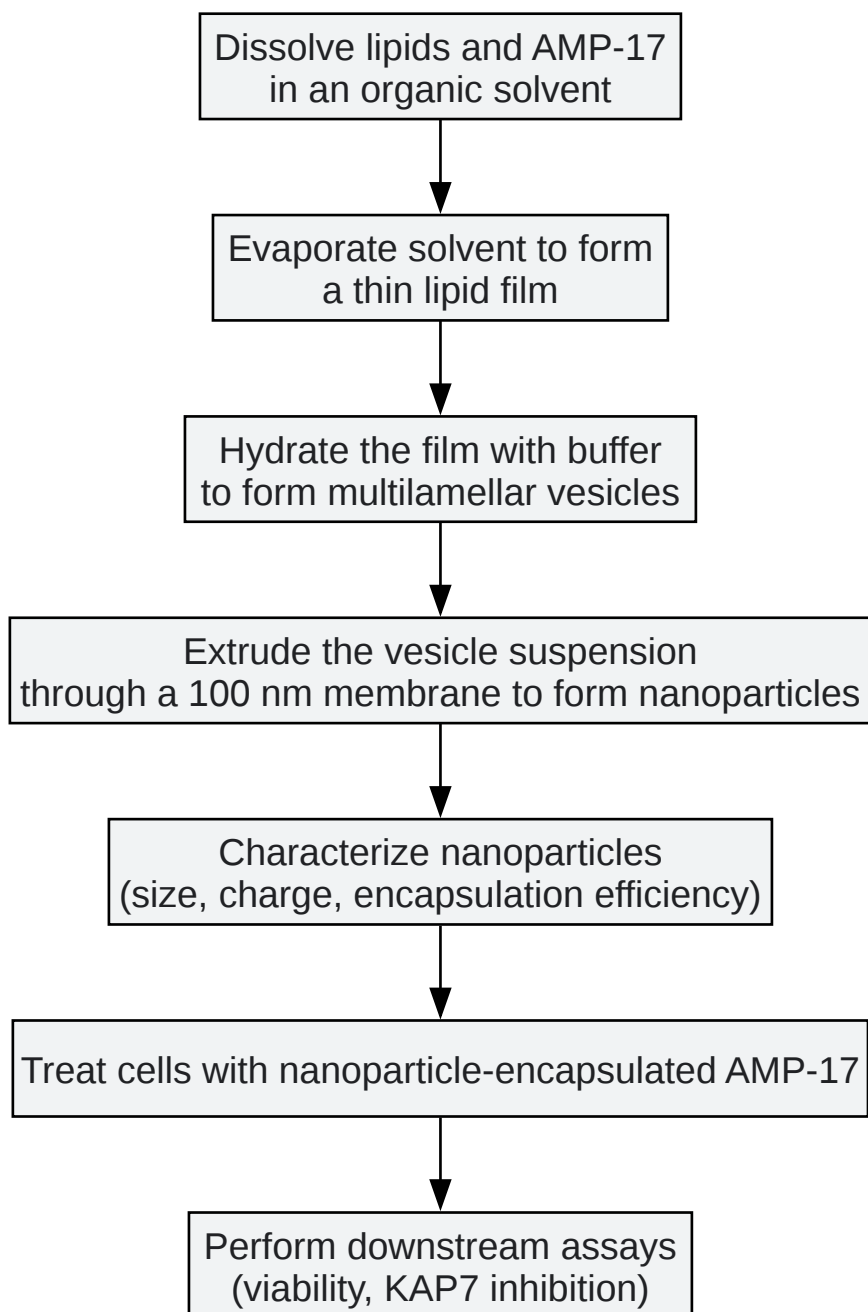 Dissolve lipids and AMP-17
in an organic solvent
Evaporate solvent to form
a thin lipid film
Hydrate the film with buffer
to form multilamellar vesicles
Extrude the vesicle suspension
through a 100 nm membrane to form nanoparticles
Characterize nanoparticles
(size, charge, encapsulation efficiency)
Treat cells with nanoparticle-encapsulated AMP-17
Perform downstream assays
(viability, KAP7 inhibition)